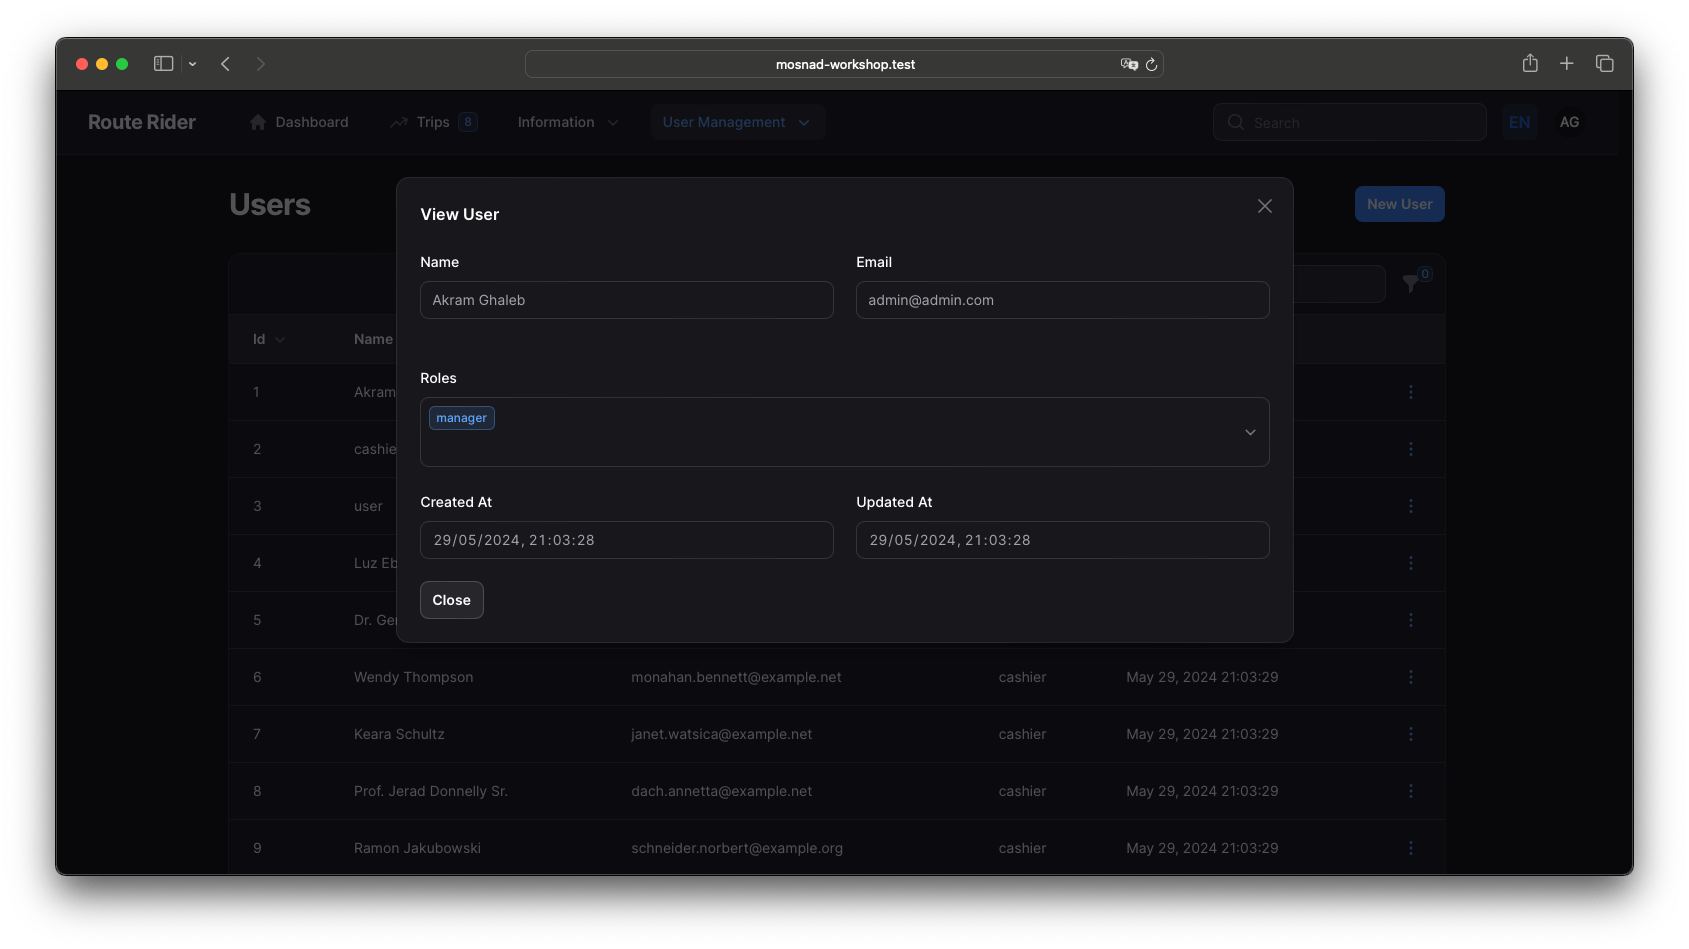 mosnad-workshop.test
Route Rider Dashboard Trips 8 Information User Management Search EN AG
Users
New User
View User
Name Email
Akram Ghaleb admin@admin.com
0
Id Name
Roles
1 Akram
manager
2 cashie
Created At Updated At
3 user
29/05/2024, 21:03:28 29/05/2024, 21:03:28
4 Luz Eb
Close
5 Dr. Ge
6 Wendy Thompson monahan.bennett@example.net cashier May 29, 2024 21:03:29
7 Keara Schultz janet.watsica@example.net cashier May 29, 2024 21:03:29
8 Prof. Jerad Donnelly Sr. dach.annetta@example.net cashier May 29, 2024 21:03:29
9 Ramon Jakubowski schneider.norbert@example.org cashier May 29, 2024 21:03:29